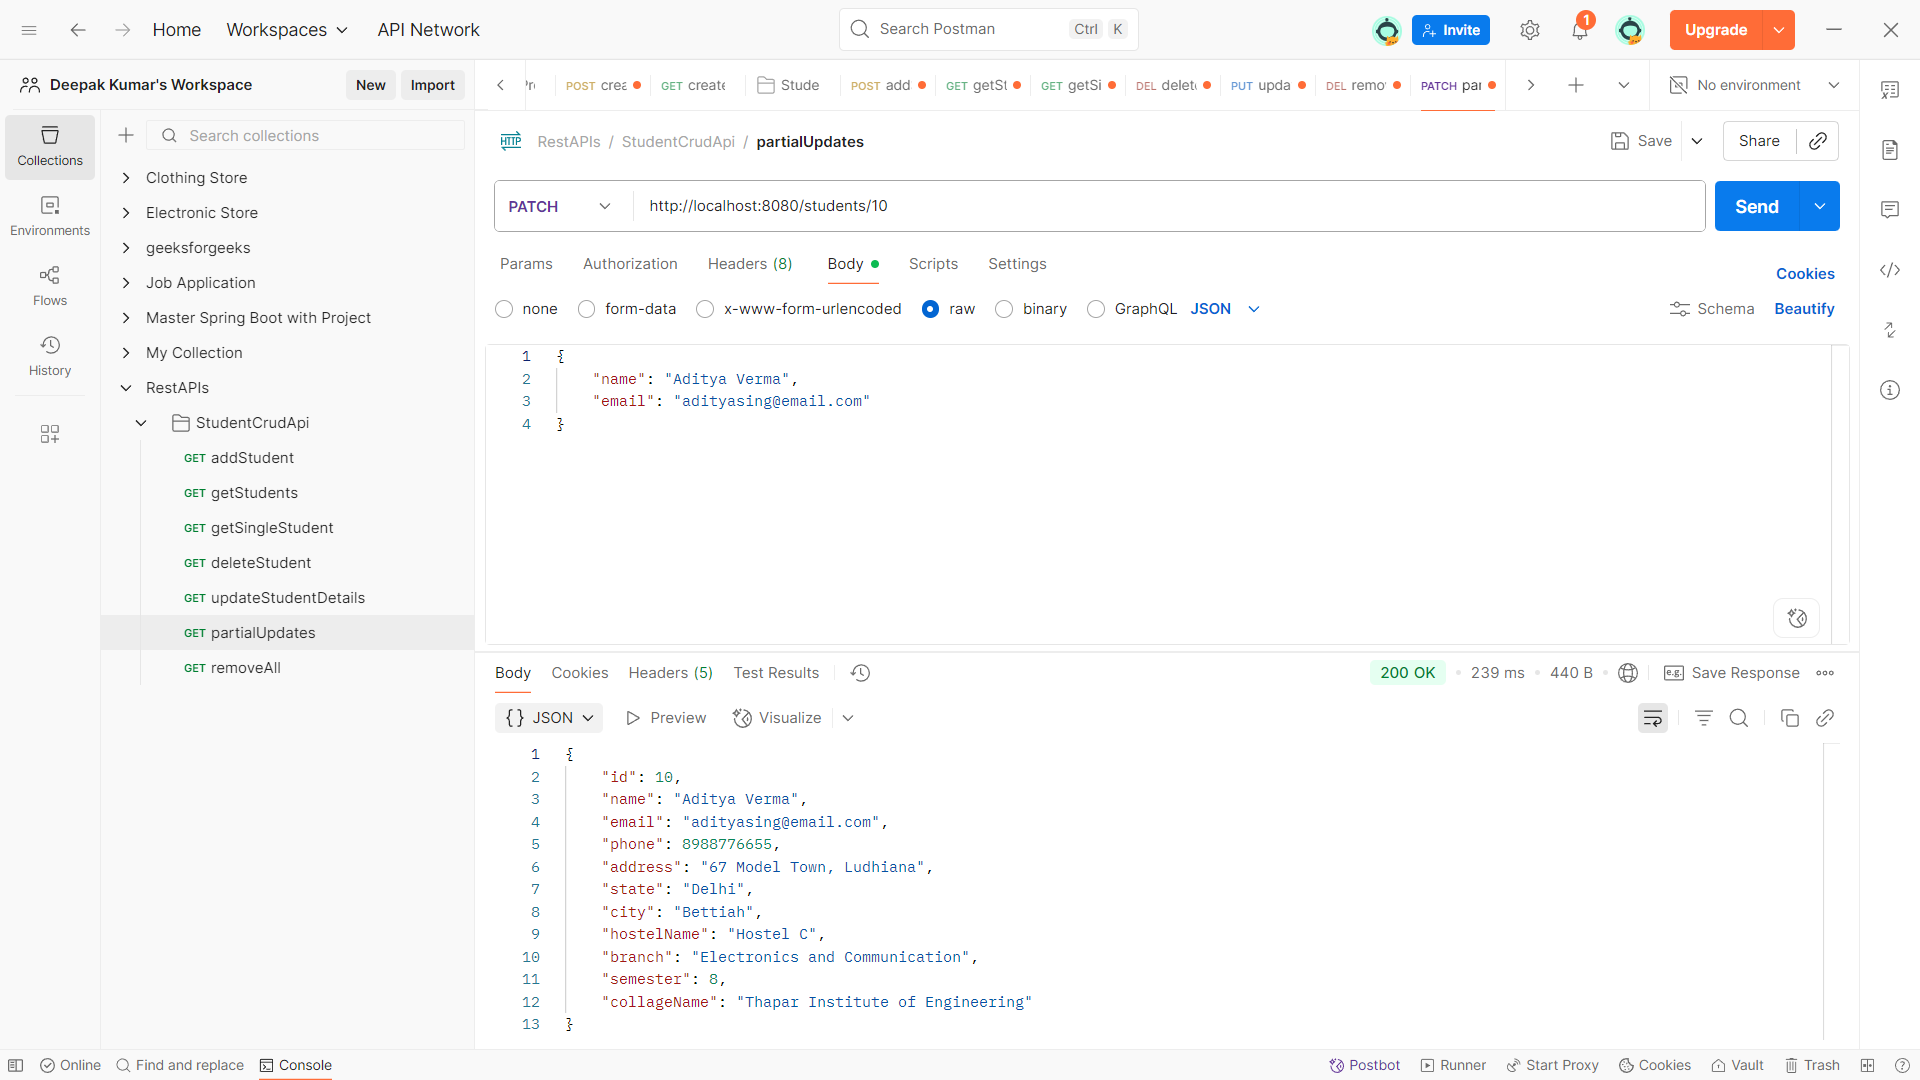 Home Workspaces API Network Search Postman Ctrl K Invite 1 Upgrade
Deepak Kumar's Workspace New Import
POST crea GET create Stude POST add GET getSt GET getSi DEL delet PUT upda DEL remo PATCH par No environment
Collections
Environments
Flows
History
Search collections
Clothing Store
Electronic Store
geeksforgeeks
Job Application
Master Spring Boot with Project
My Collection
RestAPIs
StudentCrudApi
GET addStudent
GET getStudents
GET getSingleStudent
GET deleteStudent
GET updateStudentDetails
GET partialUpdates
GET removeAll
HTTP RestAPIs / StudentCrudApi / partialUpdates Save Share
PATCH http://localhost:8080/students/10 Send
Params Authorization Headers (8) Body Scripts Settings Cookies
none form-data x-www-form-urlencoded raw binary GraphQL JSON Schema Beautify
1 {
2 "name": "Aditya Verma",
3 "email": "adityasing@email.com"
4 }
Body Cookies Headers (5) Test Results 200 OK • 239 ms • 440 B • e.g. Save Response
{} JSON Preview Visualize
1 {
2 "id": 10,
3 "name": "Aditya Verma",
4 "email": "adityasing@email.com",
5 "phone": 8988776655,
6 "address": "67 Model Town, Ludhiana",
7 "state": "Delhi",
8 "city": "Bettiah",
9 "hostelName": "Hostel C",
10 "branch": "Electronics and Communication",
11 "semester": 8,
12 "collageName": "Thapar Institute of Engineering"
13 }
Online Find and replace Console Postbot Runner Start Proxy Cookies Vault Trash